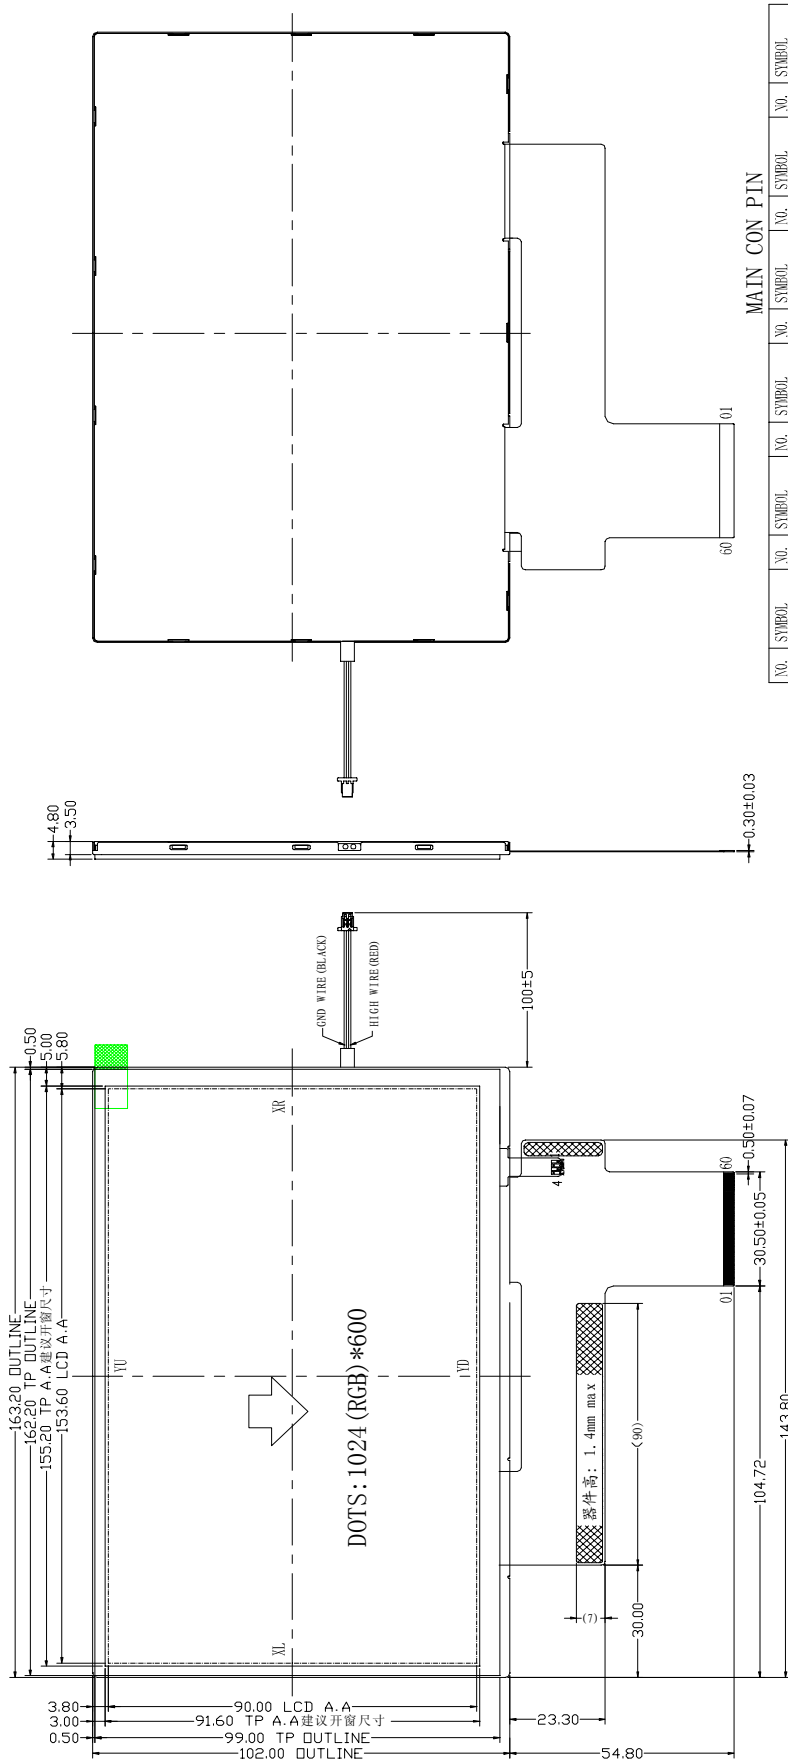 163.20 OUTLINE
162.20 TP OUTLINE
155.20 TP A.A建议开窗尺寸
153.60 LCD A.A
0.50
5.00
5.80
3.80
3.00
0.50
90.00 LCD A.A
91.60 TP A.A建议开窗尺寸
99.00 TP OUTLINE
102.00 OUTLINE
XL
XR
YU
YD
DOTS:1024(RGB)*600
GND WIRE(BLACK)
HIGH WIRE(RED)
100±5
4
器件高: 1.4mm max
(90)
(7)
30.00
23.30
54.80
01
60
0.50±0.07
30.50±0.05
104.72
143.80
4.80
3.50
0.30±0.03
60
01
MAIN CON PIN
NO. SYMBOL NO. SYMBOL NO. SYMBOL NO. SYMBOL NO. SYMBOL NO. SYMBOL